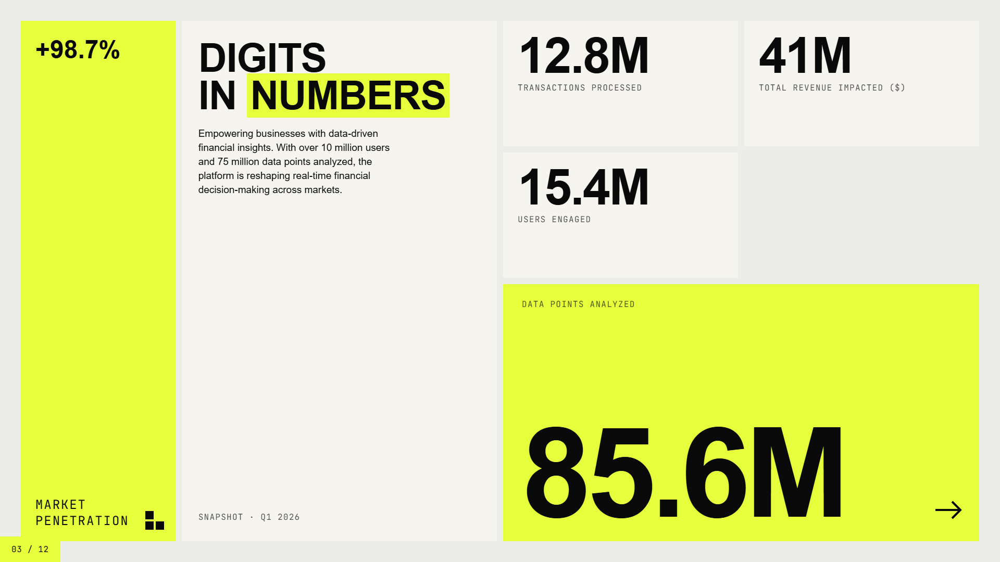 +98.7%
MARKET
PENETRATION
DIGITS
IN NUMBERS
Empowering businesses with data-driven
financial insights. With over 10 million users
and 75 million data points analyzed, the
platform is reshaping real-time financial
decision-making across markets.
SNAPSHOT · Q1 2026
12.8M
TRANSACTIONS PROCESSED
41M
TOTAL REVENUE IMPACTED ($)
15.4M
USERS ENGAGED
DATA POINTS ANALYZED
85.6M
03 / 12